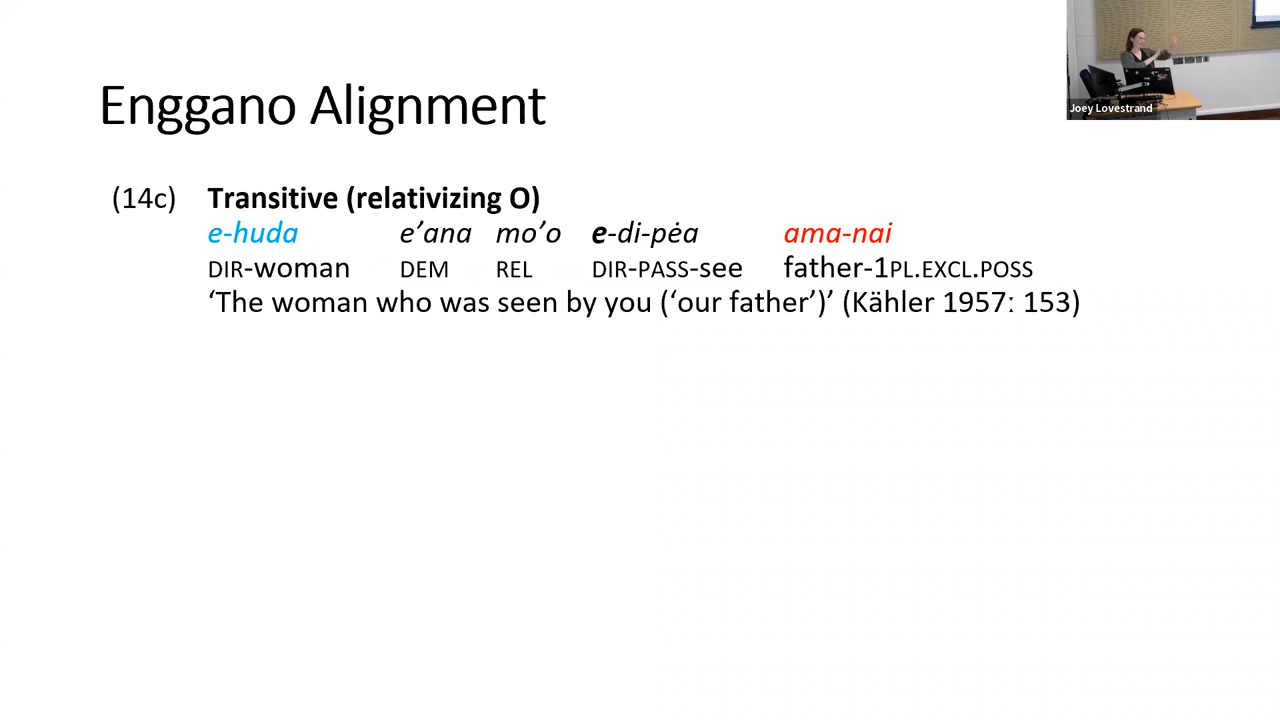 Enggano Alignment
Joey Lovestrand
(14c) Transitive (relativizing O)
e-huda e’ana mo’o e-di-pėa ama-nai
DIR-woman DEM REL DIR-PASS-see father-1PL.EXCL.POSS
‘The woman who was seen by you (‘our father’)’ (Kähler 1957: 153)